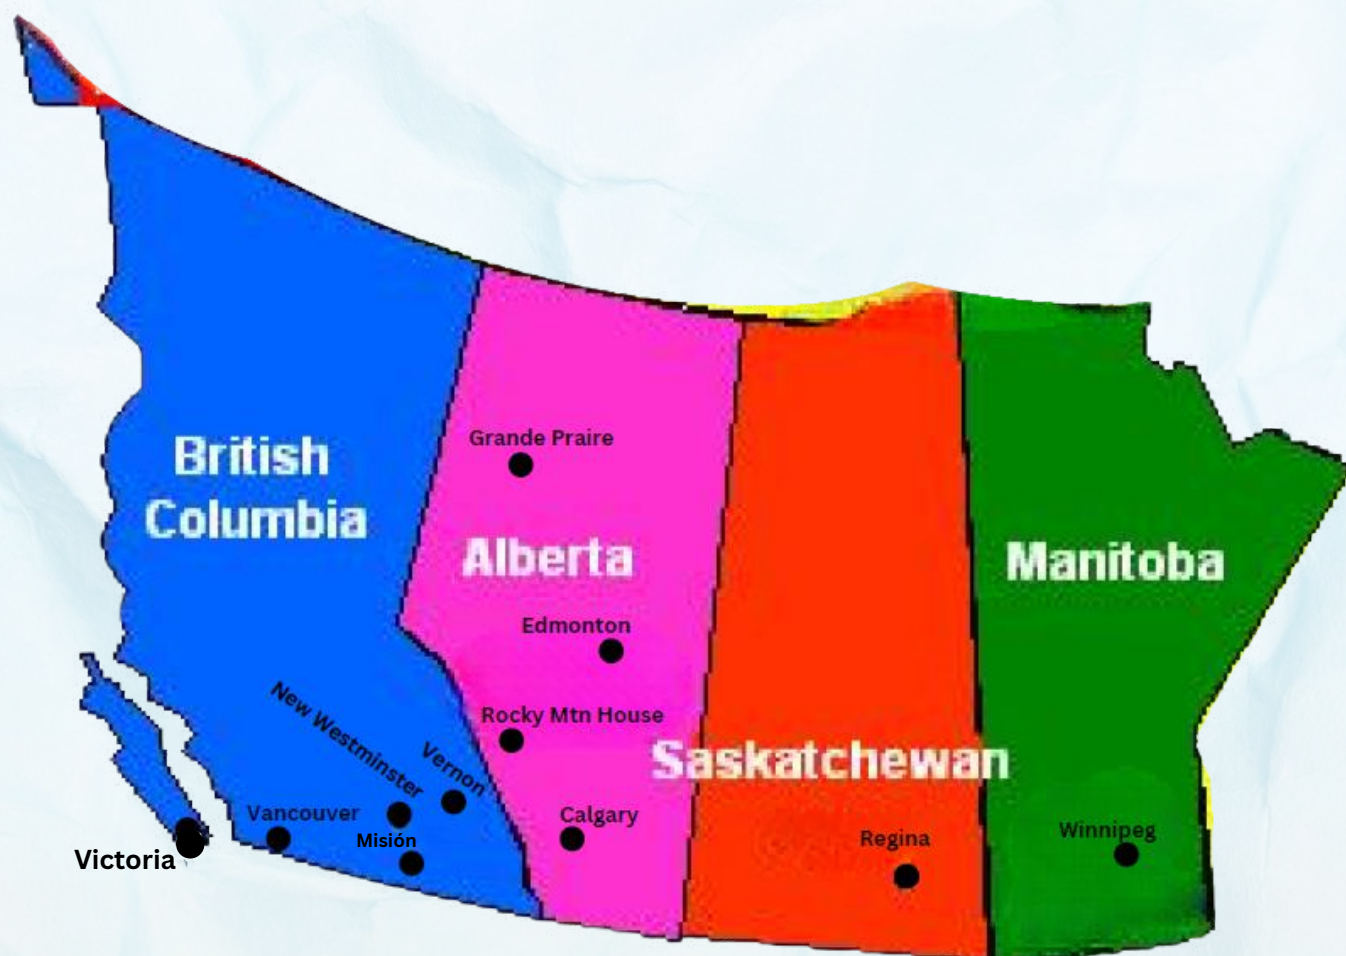 Grande Praire
British
Columbia
Alberta
Manitoba
Edmonton
New Westminster
Rocky Mtn House
Vernon
Saskatchewan
Vancouver
Calgary
Misión
Regina
Winnipeg
Victoria